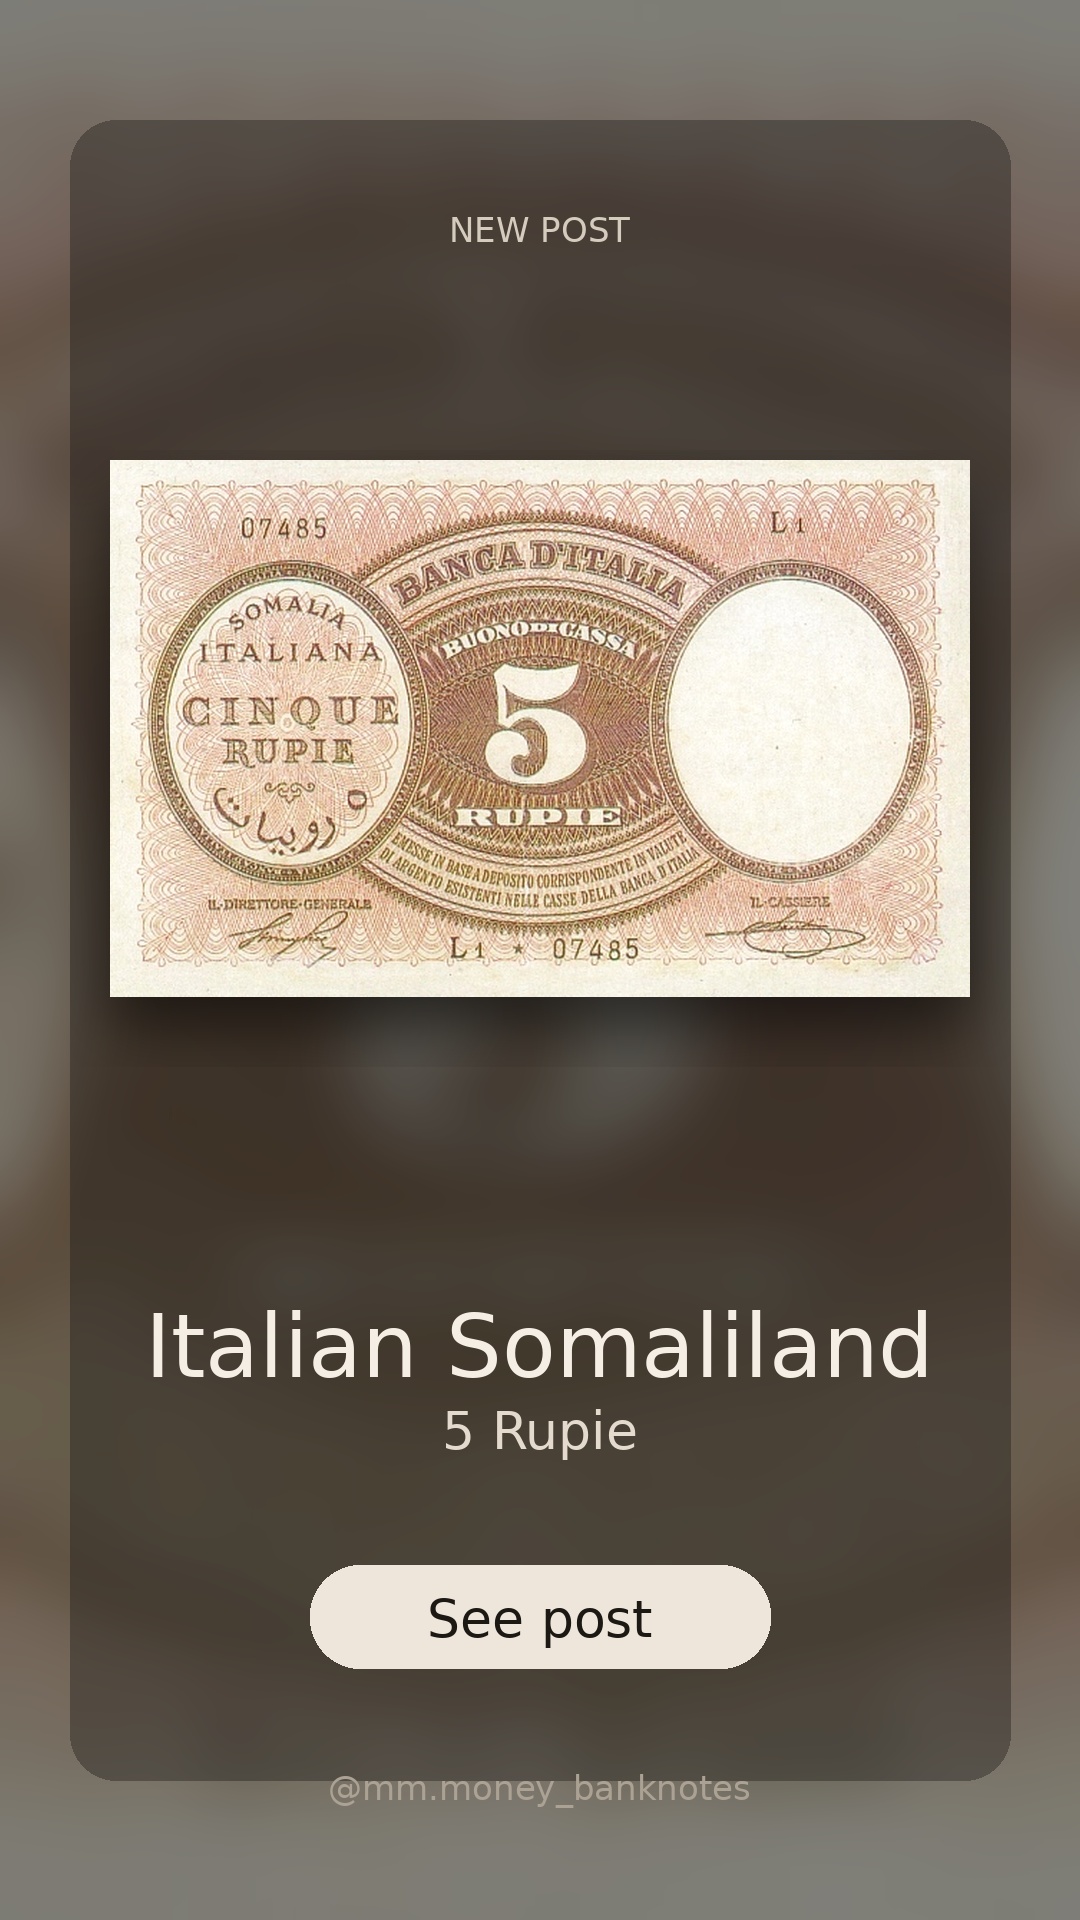 NEW POST
07485
L 1
BANCA D'ITALIA
BUONO DI CASSA
SOMALIA
ITALIANA
CINQUE
RUPIE
٥ روبيات
5
RUPIE
EMESSE IN BASE A DEPOSITO CORRISPONDENTE IN VALUTE
DI ARGENTO ESISTENTI NELLE CASSE DELLA BANCA D'ITALIA
IL·DIRETTORE·GENERALE
IL·CASSIERE
L 1 * 07485
Italian Somaliland
5 Rupie
See post
@mm.money_banknotes